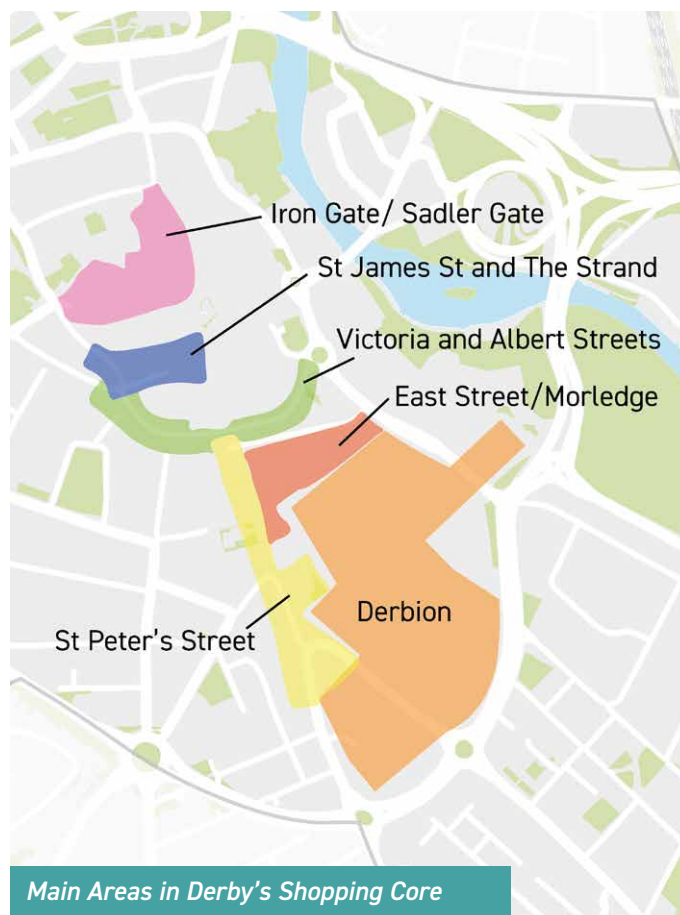 Iron Gate/ Sadler Gate
St James St and The Strand
Victoria and Albert Streets
East Street/Morledge
Derbion
St Peter’s Street
Main Areas in Derby’s Shopping Core